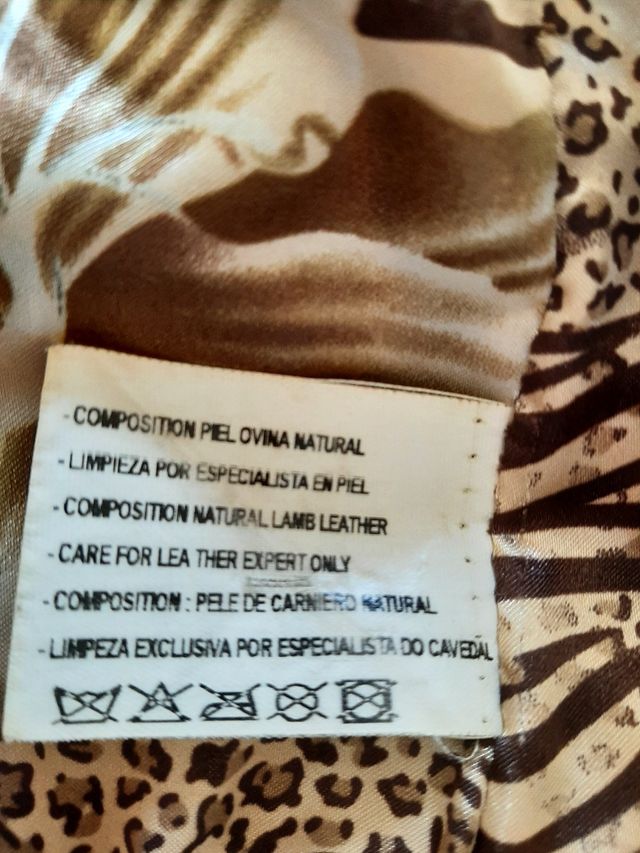 - COMPOSITION PIEL OVINA NATURAL
- LIMPIEZA POR ESPECIALISTA EN PIEL
- COMPOSITION NATURAL LAMB LEATHER
- CARE FOR LEA THER EXPERT ONLY
- COMPOSITION : PELE DE CARNIERO NATURAL
- LIMPEZA EXCLUSIVA POR ESPECIALISTA DO CAVEDAL